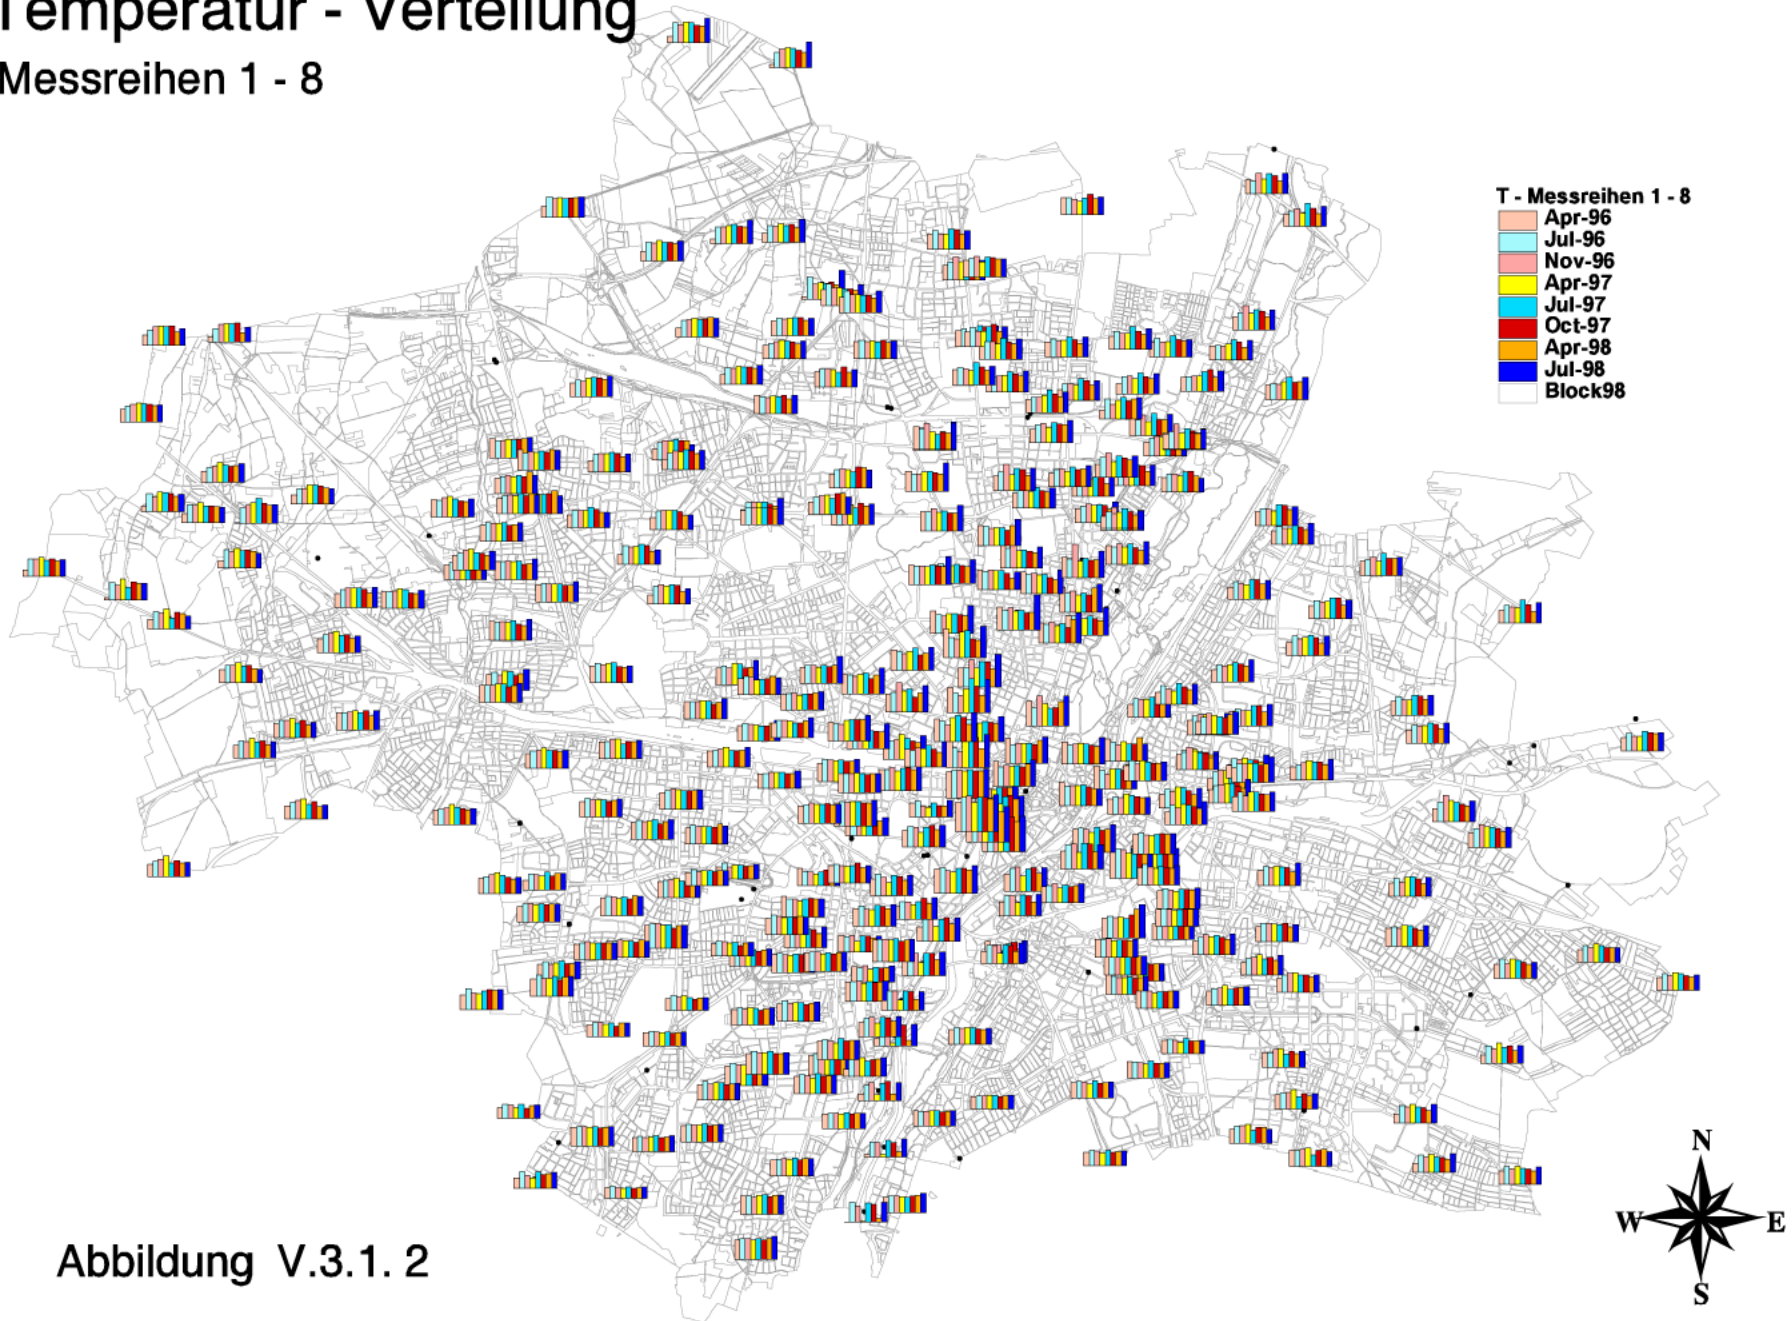 Temperatur - Verteilung
Messreihen 1 - 8
T - Messreihen 1 - 8
Apr-96
Jul-96
Nov-96
Apr-97
Jul-97
Oct-97
Apr-98
Jul-98
Block98
N
W
E
S
Abbildung V.3.1. 2